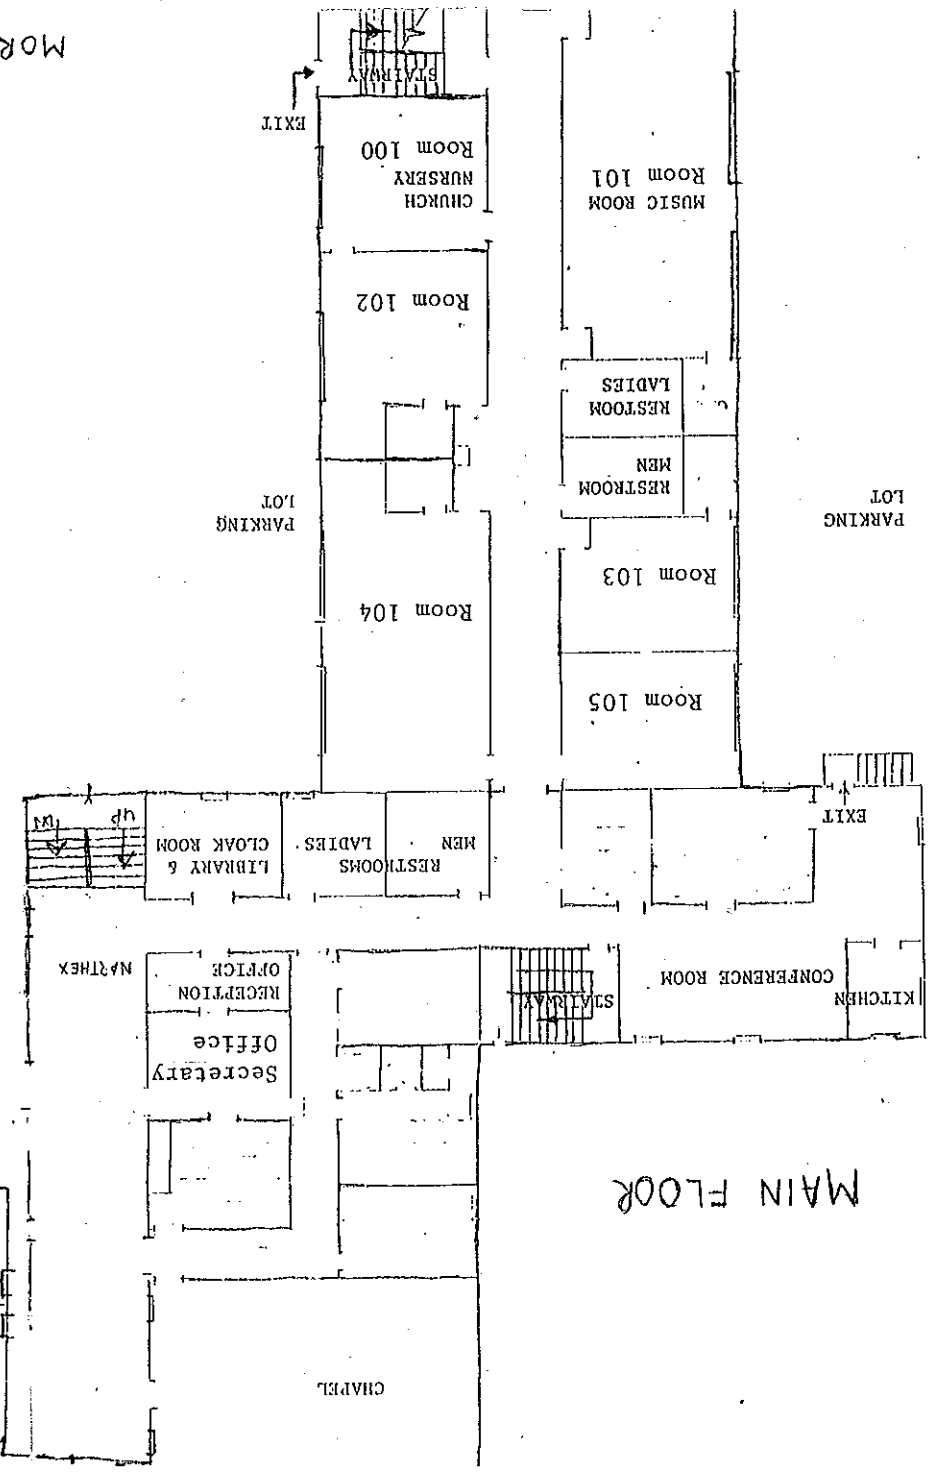 CHAPEL
MAIN FLOOR
Secretary
Office
KITCHEN
CONFERENCE ROOM
STAIRWAY
RECEPTION
OFFICE
NARTHEX
EXIT
RESTROOMS
MEN
LADIES
LIBRARY &
CLOAK ROOM
UP
Room 105
Room 104
Room 103
PARKING
LOT
PARKING
LOT
RESTROOM
MEN
RESTOOM
LADIES
Room 102
MUSIC ROOM
Room 101
CHURCH
NURSERY
Room 100
EXIT
STAIRWAY